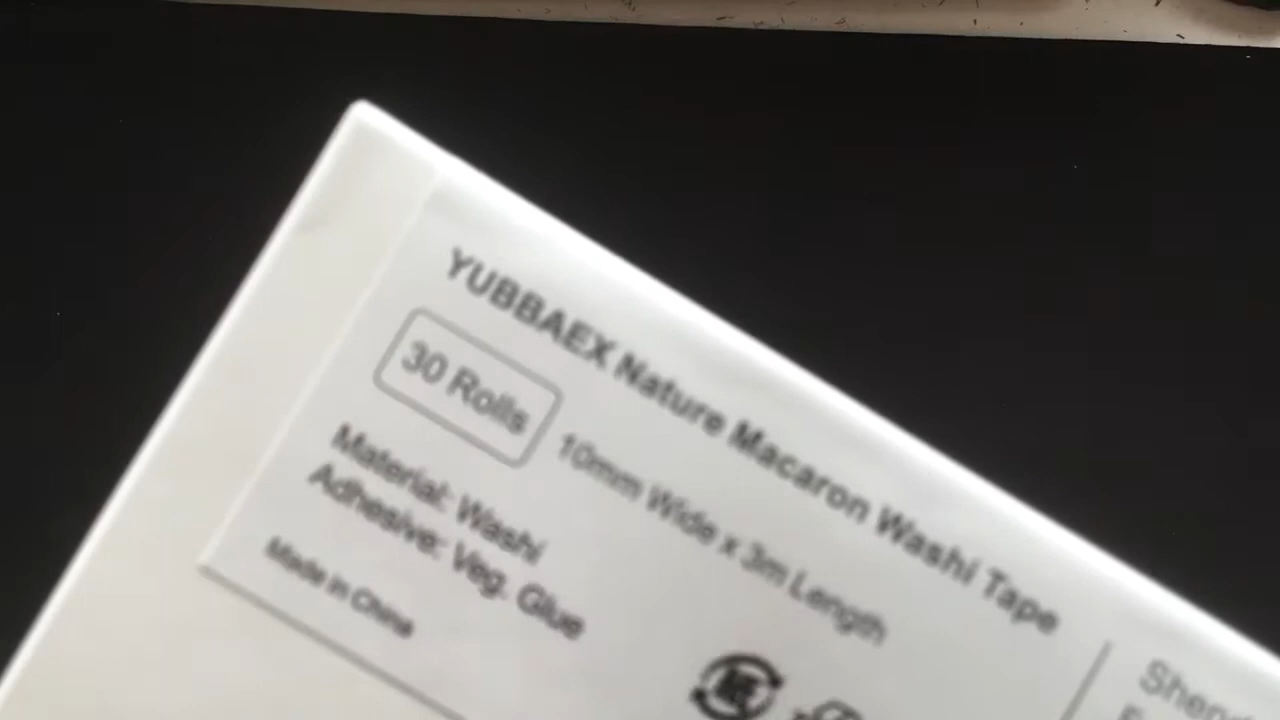 YUBBAEX Nature Macaron Washi Tape
30 Rolls
10mm Wide x 3m Length
Material: Washi
Adhesive: Veg. Glue
Made in China